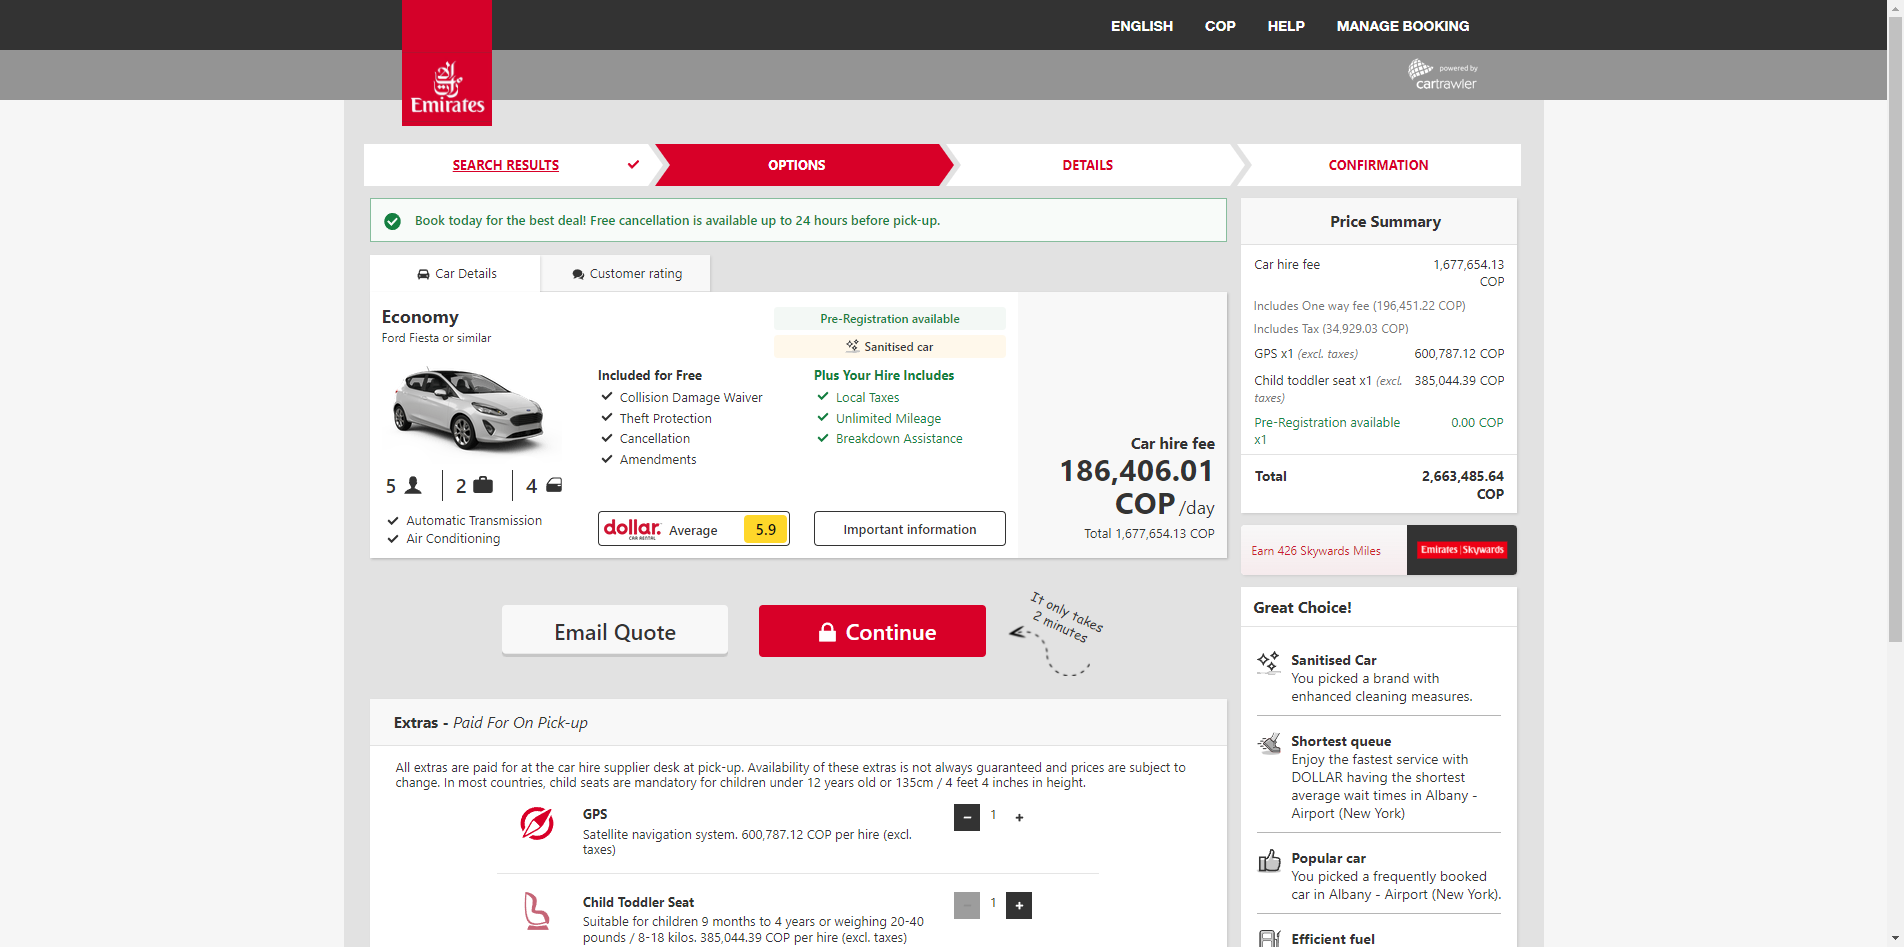 ENGLISH COP HELP MANAGE BOOKING
Emirates
powered by
cartrawler
SEARCH RESULTS OPTIONS DETAILS CONFIRMATION
Book today for the best deal! Free cancellation is available up to 24 hours before pick-up.
Car Details Customer rating
Economy
Ford Fiesta or similar
Pre-Registration available
Sanitised car
Included for Free
Collision Damage Waiver
Theft Protection
Cancellation
Amendments
Plus Your Hire Includes
Local Taxes
Unlimited Mileage
Breakdown Assistance
5 2 4
Automatic Transmission
Air Conditioning
dollar.
CAR RENTAL
Average 5.9
Important information
Car hire fee
186,406.01
COP /day
Total 1,677,654.13 COP
Email Quote
Continue
It only takes
2 minutes
Extras - Paid For On Pick-up
All extras are paid for at the car hire supplier desk at pick-up. Availability of these extras is not always guaranteed and prices are subject to
change. In most countries, child seats are mandatory for children under 12 years old or 135cm / 4 feet 4 inches in height.
GPS
Satellite navigation system. 600,787.12 COP per hire (excl.
taxes)
- 1 +
Child Toddler Seat
Suitable for children 9 months to 4 years or weighing 20-40
pounds / 8-18 kilos. 385,044.39 COP per hire (excl. taxes)
- 1 +
Price Summary
Car hire fee 1,677,654.13
COP
Includes One way fee (196,451.22 COP)
Includes Tax (34,929.03 COP)
GPS x1 (excl. taxes) 600,787.12 COP
Child toddler seat x1 (excl. 385,044.39 COP
taxes)
Pre-Registration available 0.00 COP
x1
Total 2,663,485.64
COP
Earn 426 Skywards Miles
Emirates | Skywards
Great Choice!
Sanitised Car
You picked a brand with
enhanced cleaning measures.
Shortest queue
Enjoy the fastest service with
DOLLAR having the shortest
average wait times in Albany -
Airport (New York)
Popular car
You picked a frequently booked
car in Albany - Airport (New York).
Efficient fuel